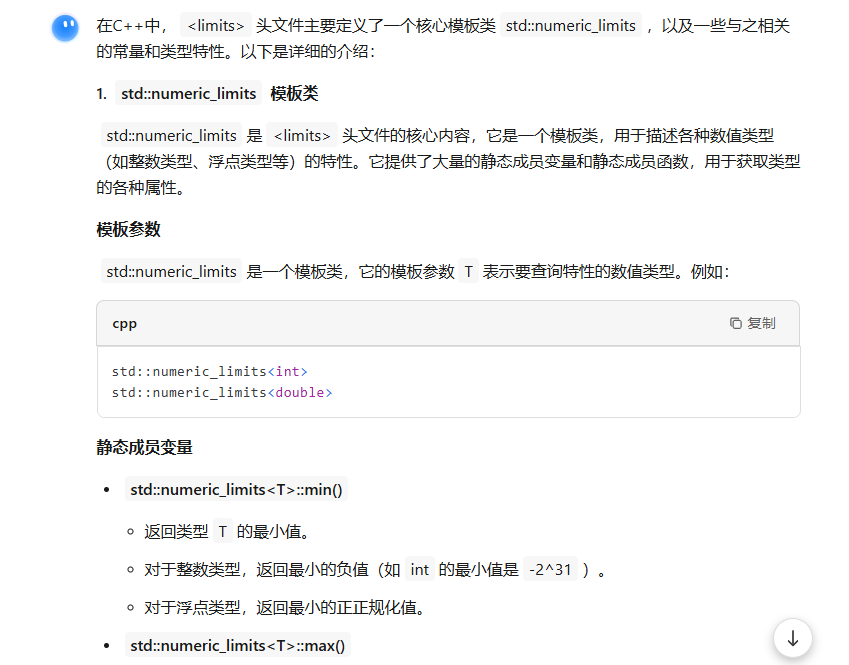 在C++中， <limits> 头文件主要定义了一个核心模板类 std::numeric_limits ，以及一些与之相关
的常量和类型特性。以下是详细的介绍：
1. std::numeric_limits 模板类
std::numeric_limits 是 <limits> 头文件的核心内容，它是一个模板类，用于描述各种数值类型
（如整数类型、浮点类型等）的特性。它提供了大量的静态成员变量和静态成员函数，用于获取类型
的各种属性。
模板参数
std::numeric_limits 是一个模板类，它的模板参数 T 表示要查询特性的数值类型。例如：
cpp 复制
std::numeric_limits<int>
std::numeric_limits<double>
静态成员变量
• std::numeric_limits<T>::min()
◦ 返回类型 T 的最小值。
◦ 对于整数类型，返回最小的负值（如 int 的最小值是 -2^31 ）。
◦ 对于浮点类型，返回最小的正正规化值。
• std::numeric_limits<T>::max()